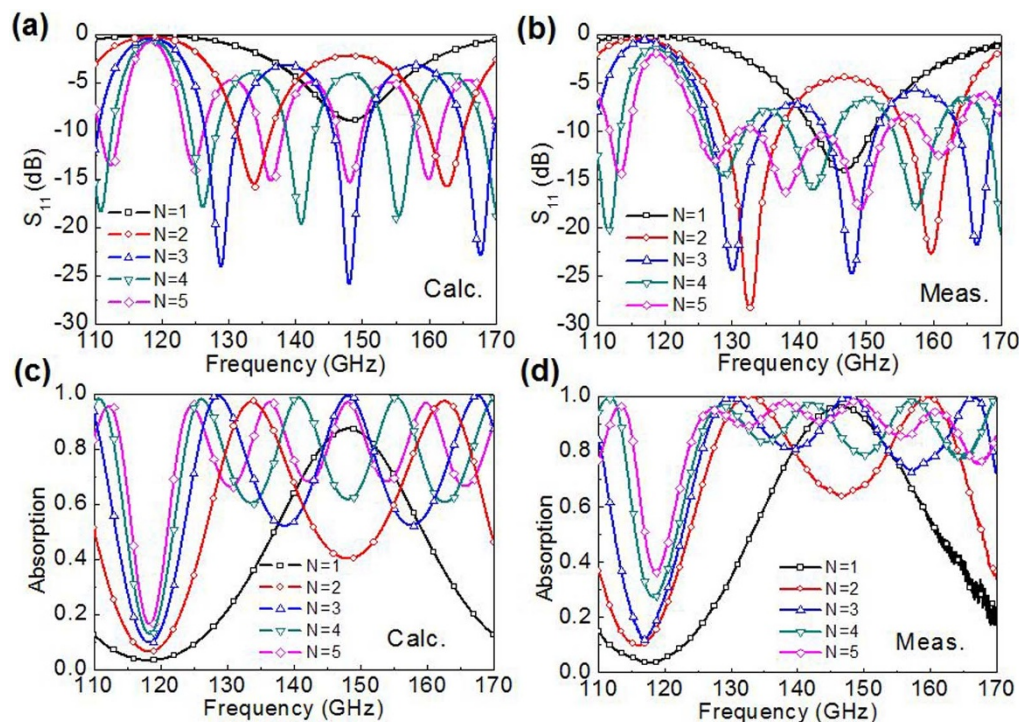 (a)
0
-5
-10
-15
-20
-25
-30
S11 (dB)
N=1
N=2
N=3
N=4
N=5
Calc.
110 120 130 140 150 160 170
Frequency (GHz)
(b)
0
-5
-10
-15
-20
-25
-30
S11 (dB)
N=1
N=2
N=3
N=4
N=5
Meas.
110 120 130 140 150 160 170
Frequency (GHz)
(c)
1.0
0.8
0.6
0.4
0.2
0.0
Absorption
N=1
N=2
N=3
N=4
N=5
Calc.
110 120 130 140 150 160 170
Frequency (GHz)
(d)
1.0
0.8
0.6
0.4
0.2
0.0
Absorption
N=1
N=2
N=3
N=4
N=5
Meas.
110 120 130 140 150 160 170
Frequency (GHz)